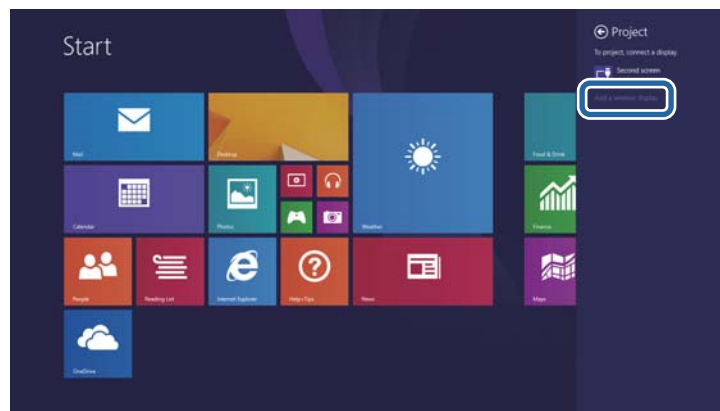 Start
Project
To project, connect a display.
Second screen
Add a wireless display
Mail
Desktop
Food & Drink
Calendar
Photos
Weather
Finance
People
Reading List
Internet Explorer
Help+Tips
News
Maps
OneDrive